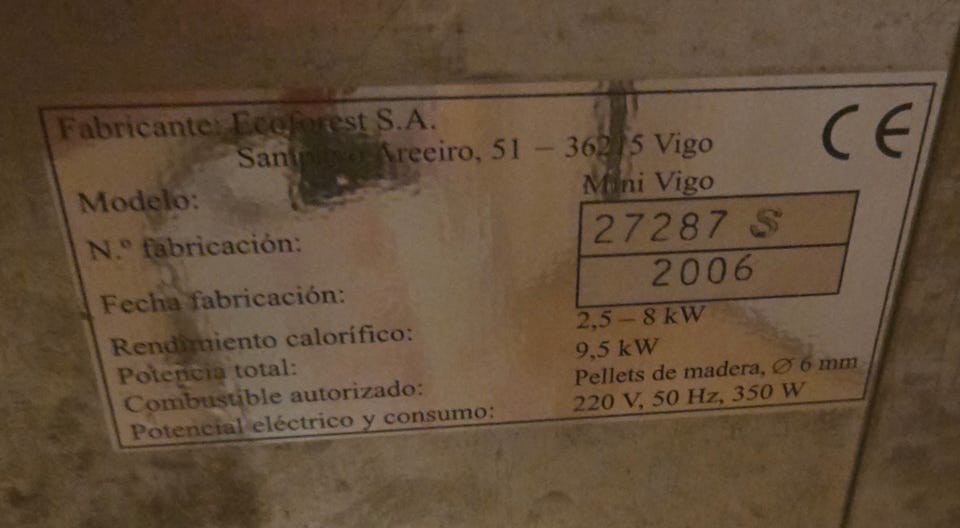 Fabricante: Ecoforest S.A. CE
Areeiro, 51 – 36215 Vigo
Modelo: Mini Vigo
N.º fabricación: 27287 S
Fecha fabricación: 2006
Rendimiento calorífico: 2,5 – 8 kW
Potencia total: 9,5 kW
Combustible autorizado: Pellets de madera, Ø 6 mm
Potencial eléctrico y consumo: 220 V, 50 Hz, 350 W